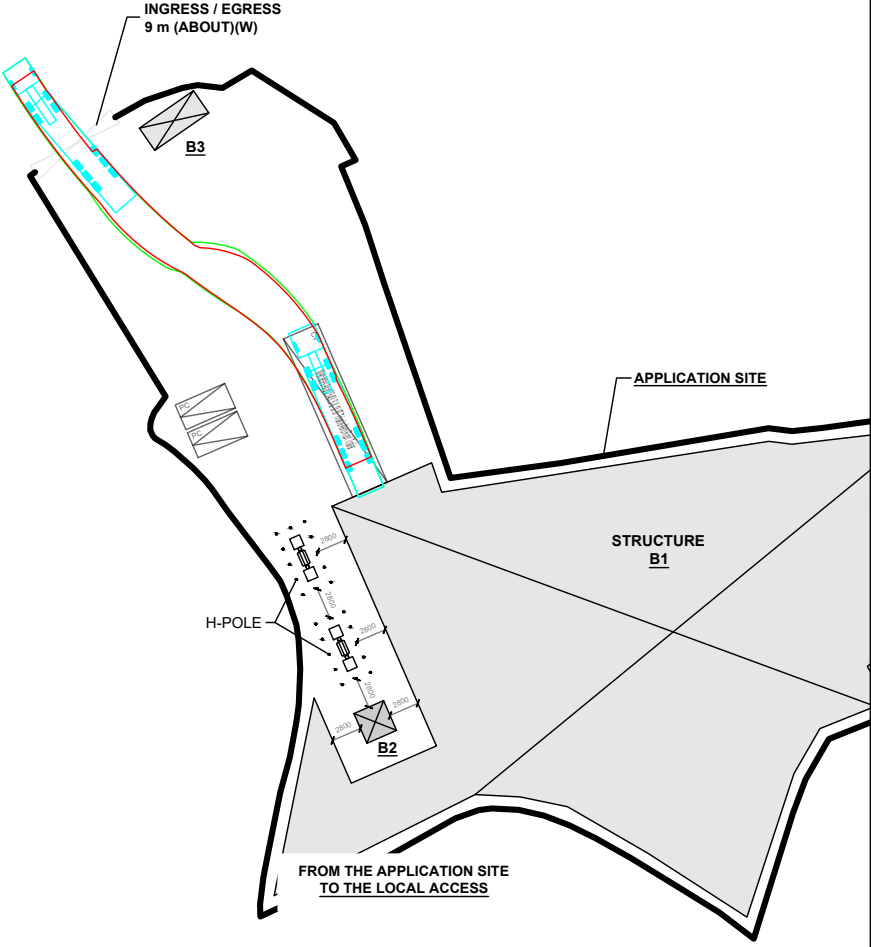 INGRESS / EGRESS
9 m (ABOUT)(W)
B3
APPLICATION SITE
PC
PC
STRUCTURE
B1
2800
2800
H-POLE
2800
2800
2800
2800
B2
FROM THE APPLICATION SITE
TO THE LOCAL ACCESS